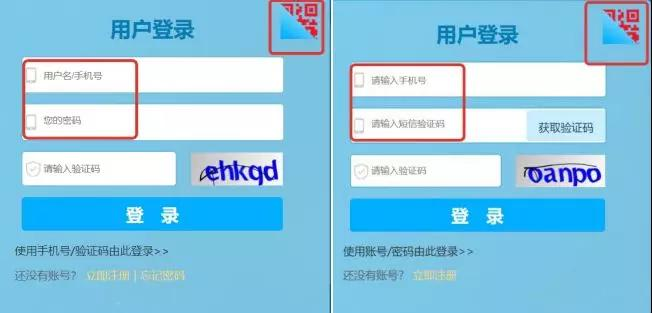 用户登录
用户名/手机号
您的密码
请输入验证码
ehkqd
登 录
使用手机号/验证码由此登录>>
还没有账号? 立即注册 | 忘记密码
用户登录
请输入手机号
请输入短信验证码
获取验证码
请输入验证码
oanpo
登 录
使用账号/密码由此登录>>
还没有账号? 立即注册